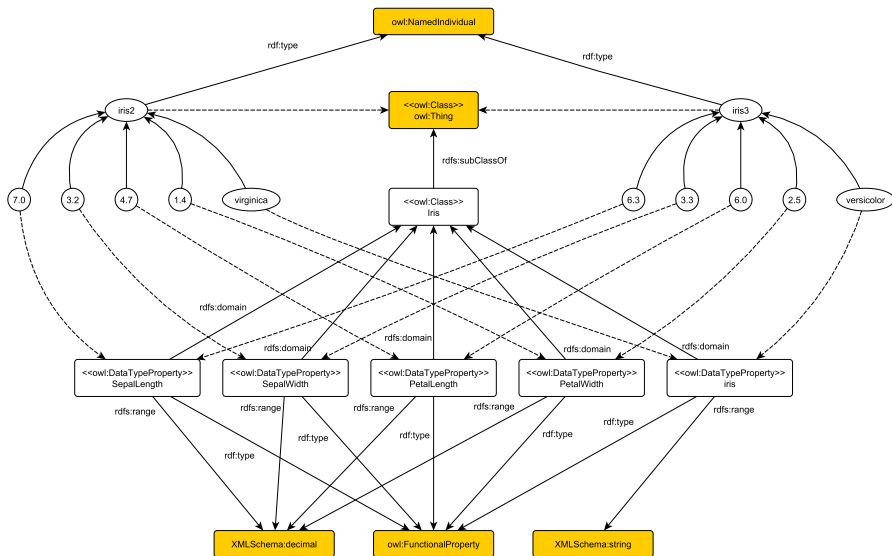 owl:NamedIndividual
rdf:type
rdf:type
iris2
<<owl:Class>>
owl:Thing
iris3
rdfs:subClassOf
7.0
3.2
4.7
1.4
virginica
<<owl:Class>>
Iris
6.3
3.3
6.0
2.5
versicolor
rdfs:domain
rdfs:domain
rdfs:domain
rdfs:domain
rdfs:domain
<<owl:DataTypeProperty>>
SepalLength
<<owl:DataTypeProperty>>
SepalWidth
<<owl:DataTypeProperty>>
PetalLength
<<owl:DataTypeProperty>>
PetalWidth
<<owl:DataTypeProperty>>
iris
rdfs:range
rdfs:range
rdfs:range
rdfs:range
rdfs:range
rdf:type
rdf:type
rdf:type
rdf:type
rdf:type
XMLSchema:decimal
owl:FunctionalProperty
XMLSchema:string